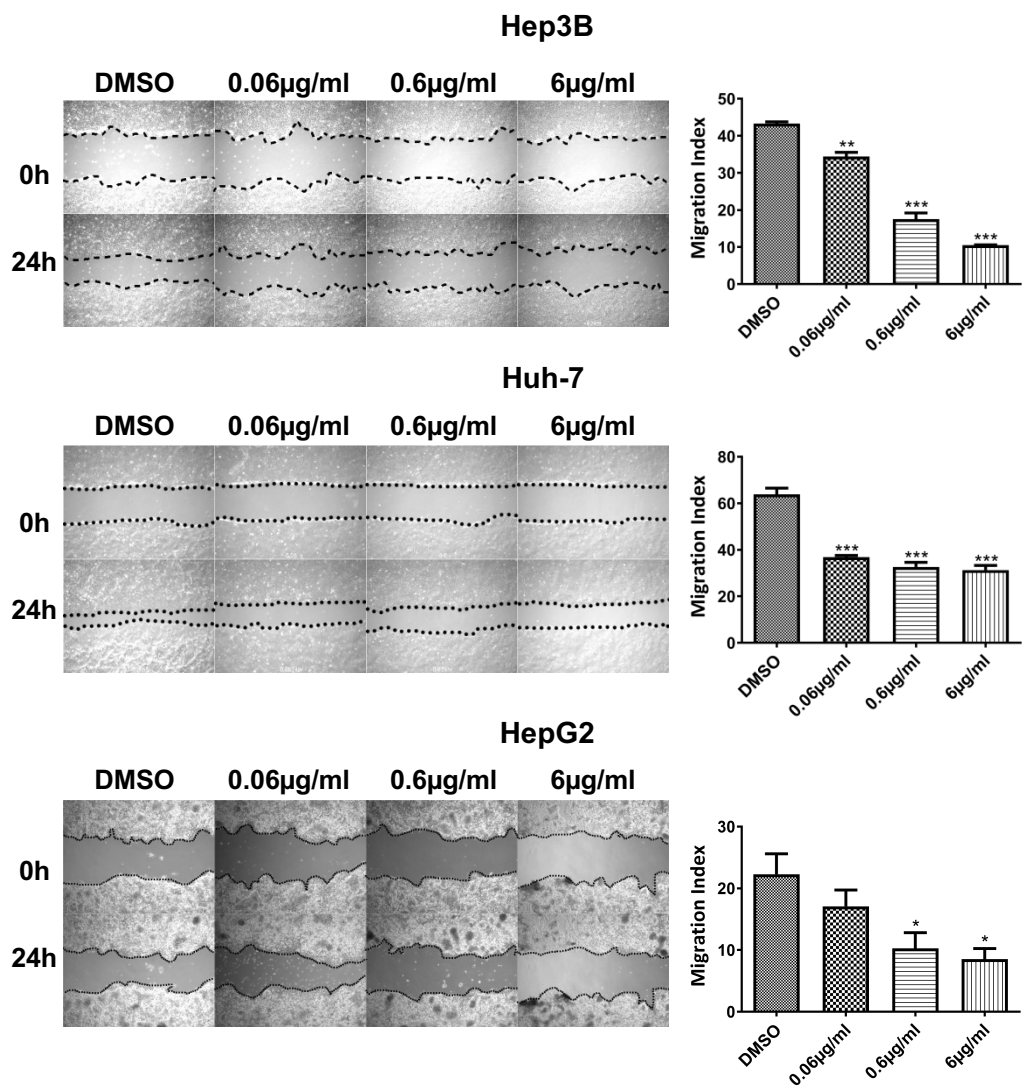 Hep3B
DMSO 0.06µg/ml 0.6µg/ml 6µg/ml
0h
24h
Migration Index
50
40
30
20
10
0
**
***
***
DMSO
0.06µg/ml
0.6µg/ml
6µg/ml
Huh-7
DMSO 0.06µg/ml 0.6µg/ml 6µg/ml
0h
24h
Migration Index
80
60
40
20
0
***
***
***
DMSO
0.06µg/ml
0.6µg/ml
6µg/ml
HepG2
DMSO 0.06µg/ml 0.6µg/ml 6µg/ml
0h
24h
Migration Index
30
20
10
0
*
*
DMSO
0.06µg/ml
0.6µg/ml
6µg/ml